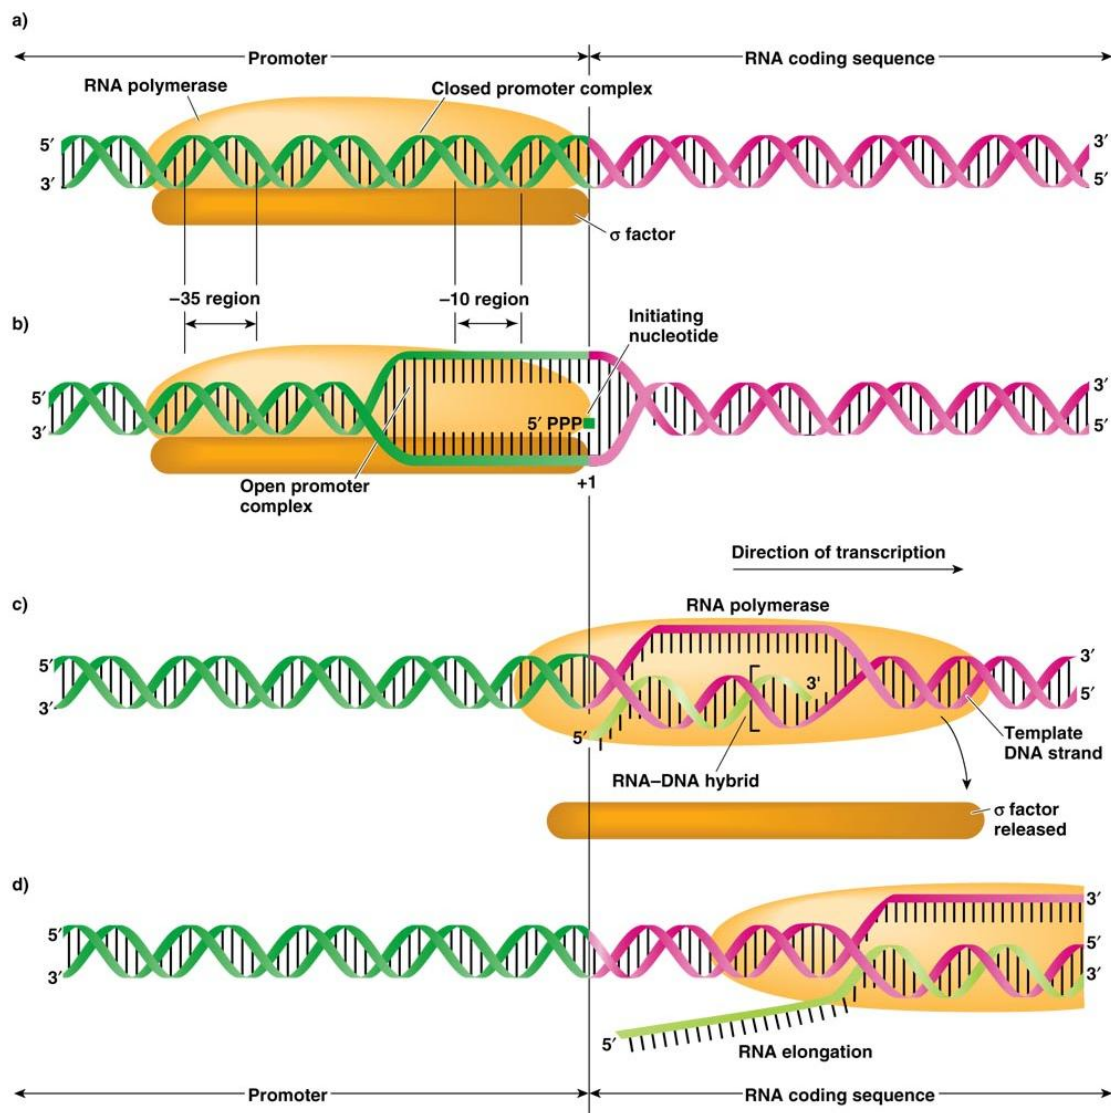 a)
Promoter
RNA coding sequence
RNA polymerase
Closed promoter complex
5′
3′
3′
5′
σ factor
–35 region
–10 region
b)
Initiating
nucleotide
5′
3′
3′
5′
5′ PPP
Open promoter
complex
+1
Direction of transcription
c)
RNA polymerase
5′
3′
3′
5′
3'
5′
Template
DNA strand
RNA–DNA hybrid
σ factor
released
d)
3′
5′
5′
3′
3′
5′
RNA elongation
Promoter
RNA coding sequence